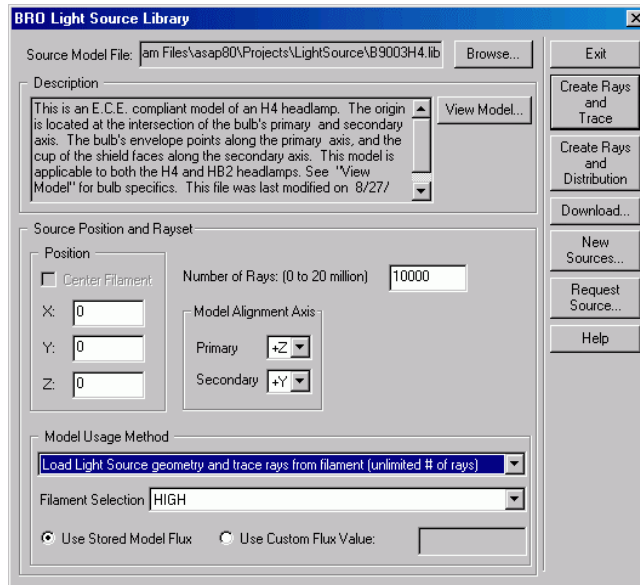 BRO Light Source Library
Source Model File: am Files\asap80\Projects\LightSource\B9003H4.lib Browse...
Exit
Description
This is an E.C.E. compliant model of an H4 headlamp. The origin
is located at the intersection of the bulb's primary and secondary
axis. The bulb's envelope points along the primary axis, and the
cup of the shield faces along the secondary axis. This model is
applicable to both the H4 and HB2 headlamps. See "View
Model" for bulb specifics. This file was last modified on 8/27/
View Model...
Create Rays
and
Trace
Create Rays
and
Distribution
Download...
New
Sources...
Request
Source...
Help
Source Position and Rayset
Position
Center Filament
X: 0
Y: 0
Z: 0
Number of Rays: (0 to 20 million) 10000
Model Alignment Axis
Primary +Z
Secondary +Y
Model Usage Method
Load Light Source geometry and trace rays from filament (unlimited # of rays)
Filament Selection HIGH
Use Stored Model Flux Use Custom Flux Value: